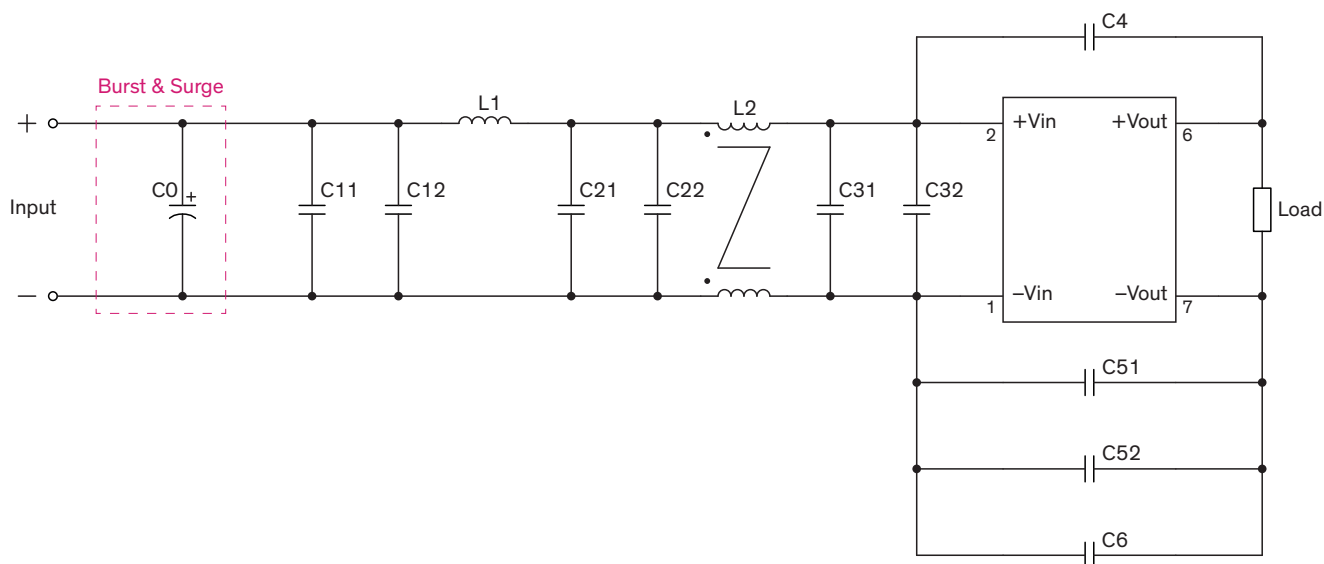 C4
Burst & Surge
L1
L2
+
2
+Vin
+Vout
6
C0
+
C11
C12
C21
C22
C31
C32
Input
Load
−
1
−Vin
−Vout
7
C51
C52
C6